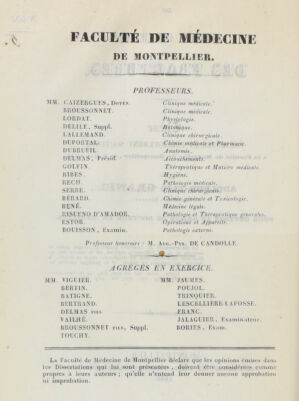 FACULTÉ DE MÉDECINE
DE MONTPELLIER.
PROFESSEURS.
MM. CAIZERGUES, Doyen. Clinique médicale.
BROUSSONNET. Clinique médicale.
LORDAT. Physiologie.
DELILE, Suppl. Botanique.
LALLEMAND. Clinique chirurgicale.
DUPORTAL. Chimie médicale et Pharmacie.
DUBRUEIL. Anatomie.
DELMAS, Présid. Accouchements.
GOLFIN. Thérapeutique et Matière médicale.
RIBES. Hygiène.
RECH. Pathologie médicale.
SERRE. Clinique chirurgicale.
BÉRARD. Chimie générale et Toxicologie.
RENÉ. Médecine légale.
RISUENO D'AMADOR. Pathologie et Thérapeutique générales.
ESTOR. Opérations et Appareils.
BOUISSON, Examin. Pathologie externe.
Professeur honoraire : M. Aug.-Pyr. DE CANDOLLE
AGRÉGÉS EN EXERCICE.
MM. VIGUIER. MM. JAUMES.
BERTIN. POUJOL.
BATIGNE. TRINQUIER.
BERTRAND. LESCELLIÈRE-LAFOSSE.
DELMAS FILS. FRANC.
VAILHÉ. JALAGUIER, Examinateur.
BROUSSONNET FILS, Suppl. BORIES, Exam.
TOUCHY.
La Faculté de Médecine de Montpellier déclare que les opinions émises dans
les Dissertations qui lui sont présentées, doivent être considérées comme
propres à leurs auteurs ; qu'elle n'entend leur donner aucune approbation
ni improbation.